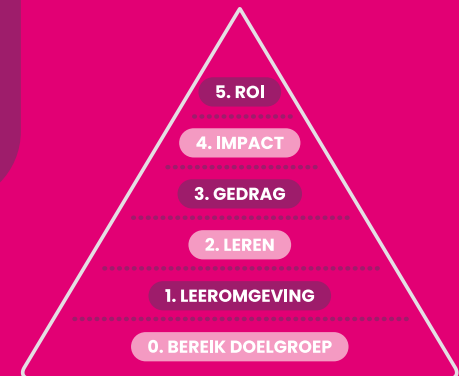 5. ROI
4. IMPACT
3. GEDRAG
2. LEREN
1. LEEROMGEVING
0. BEREIK DOELGROEP